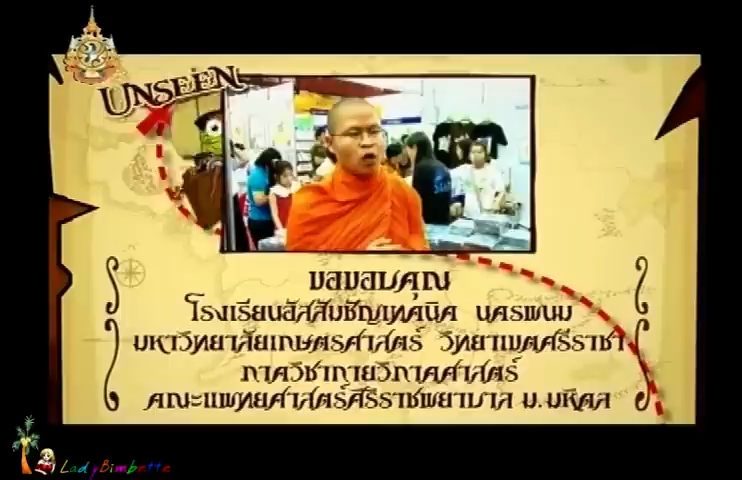 UNSEEN
ขอขอบคุณ
โรงเรียนอัสสัมชัญเทคนิค นครพนม
มหาวิทยาลัยเกษตรศาสตร์ วิทยาเขตศรีราชา
ภาควิชากายวิภาคศาสตร์
คณะแพทยศาสตร์ศิริราชพยาบาล ม.มหิดล
LadyBimbette